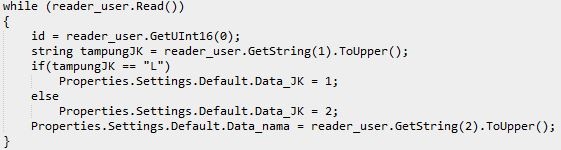 while (reader_user.Read())
{
    id = reader_user.GetUInt16(0);
    string tampungJK = reader_user.GetString(1).ToUpper();
    if(tampungJK == "L")
        Properties.Settings.Default.Data_JK = 1;
    else
        Properties.Settings.Default.Data_JK = 2;
    Properties.Settings.Default.Data_nama = reader_user.GetString(2).ToUpper();
}